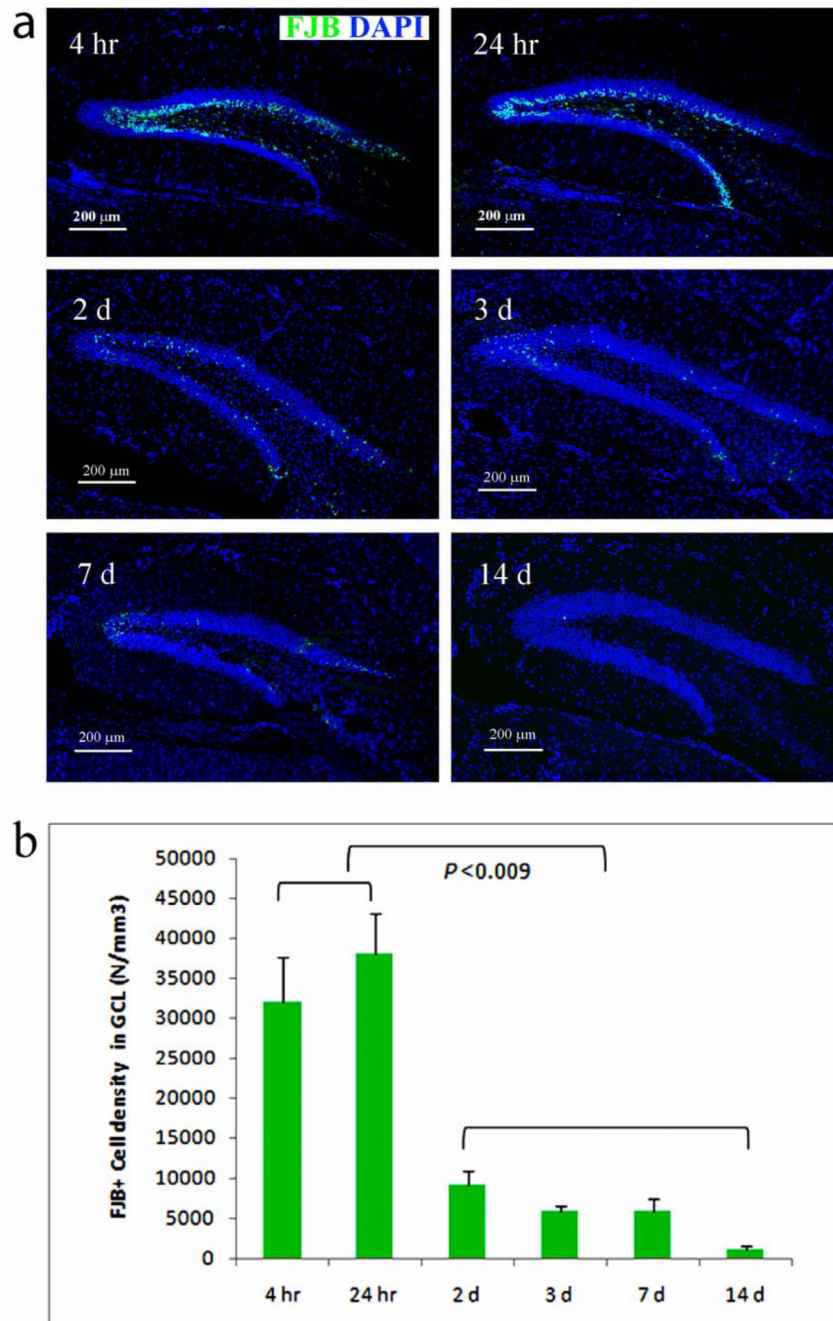 a
FJB DAPI
4 hr
24 hr
200 μm
200 μm
2 d
3 d
200 μm
200 μm
7 d
14 d
200 μm
200 μm
b
FJB+ Cell density in GCL (N/mm3)
50000
45000
40000
35000
30000
25000
20000
15000
10000
5000
0
P<0.009
4 hr 24 hr 2 d 3 d 7 d 14 d